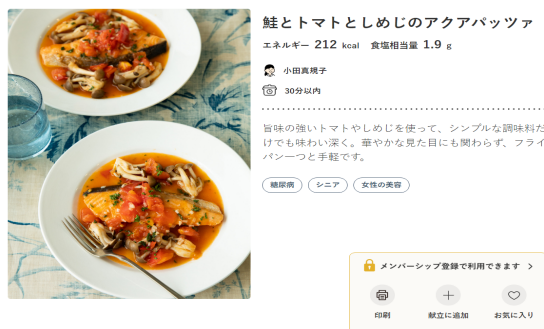 鮭とトマトとしめじのアクアパッツァ
エネルギー 212 kcal 食塩相当量 1.9 g
小田真規子
30分以内
旨味の強いトマトやしめじを使って、シンプルな調味料だ
けでも味わい深く。華やかな見た目にも関わらず、フライ
パン一つと手軽です。
糖尿病 シニア 女性の美容
メンバーシップ登録で利用できます
印刷 献立に追加 お気に入り